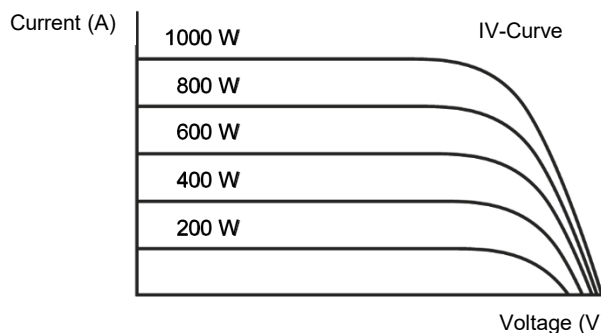 Current (A)
IV-Curve
1000 W
800 W
600 W
400 W
200 W
Voltage (V